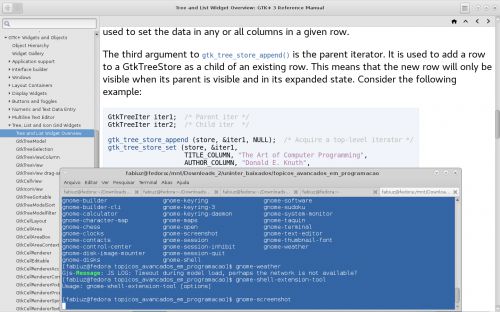 Tree and List Widget Overview: GTK+ 3 Reference Manual
GTK+ Widgets and Objects
Object Hierarchy
Widget Gallery
Application support
Interface builder
Windows
Layout Containers
Display Widgets
Buttons and Toggles
Numeric and Text Data Entry
Multiline Text Editor
Tree, List and Icon Grid Widgets
Tree and List Widget Overview
GtkTreeModel
GtkTreeSelection
GtkTreeViewColumn
GtkTreeView
GtkTreeView drag-an
GtkCellView
GtkIconView
GtkTreeSortable
GtkTreeModelSort
GtkTreeModelFilter
GtkCellLayout
GtkCellArea
GtkCellAreaBox
GtkCellAreaContext
GtkCellRenderer
GtkCellEditable
used to set the data in any or all columns in a given row.
The third argument to gtk_tree_store_append() is the parent iterator. It is used to add a row
to a GtkTreeStore as a child of an existing row. This means that the new row will only be
visible when its parent is visible and in its expanded state. Consider the following
example:
GtkTreeIter iter1; /* Parent iter */
GtkTreeIter iter2; /* Child iter */
gtk_tree_store_append (store, &iter1, NULL); /* Acquire a top-level iterator */
gtk_tree_store_set (store, &iter1,
TITLE_COLUMN, "The Art of Computer Programming",
AUTHOR_COLUMN, "Donald E. Knuth",
fabiuz@fedora:/mnt/Downloads_2/uninter_baixados/topicos_avancados_em_programacao
Arquivo Editar Ver Pesquisar Terminal Abas Ajuda
gnome-builder gnome-keyring gnome-software
gnome-builder-cli gnome-keyring-3 gnome-sudoku
gnome-calculator gnome-keyring-daemon gnome-system-monitor
gnome-character-map gnome-maps gnome-taquin
gnome-chess gnome-open gnome-terminal
gnome-clocks gnome-screenshot gnome-text-editor
gnome-contacts gnome-session gnome-thumbnail-font
gnome-control-center gnome-session-inhibit gnome-weather
gnome-disk-image-mounter gnome-session-quit
gnome-disks gnome-shell
[fabiuz@fedora topicos_avancados_em_programacao]$ gnome-weather
Gjs-Message: JS LOG: Timeout during model load, perhaps the network is not available?
[fabiuz@fedora topicos_avancados_em_programacao]$ gnome-shell-extension-tool
Usage: gnome-shell-extension-tool [options]
[fabiuz@fedora topicos_avancados_em_programacao]$ gnome-screenshot